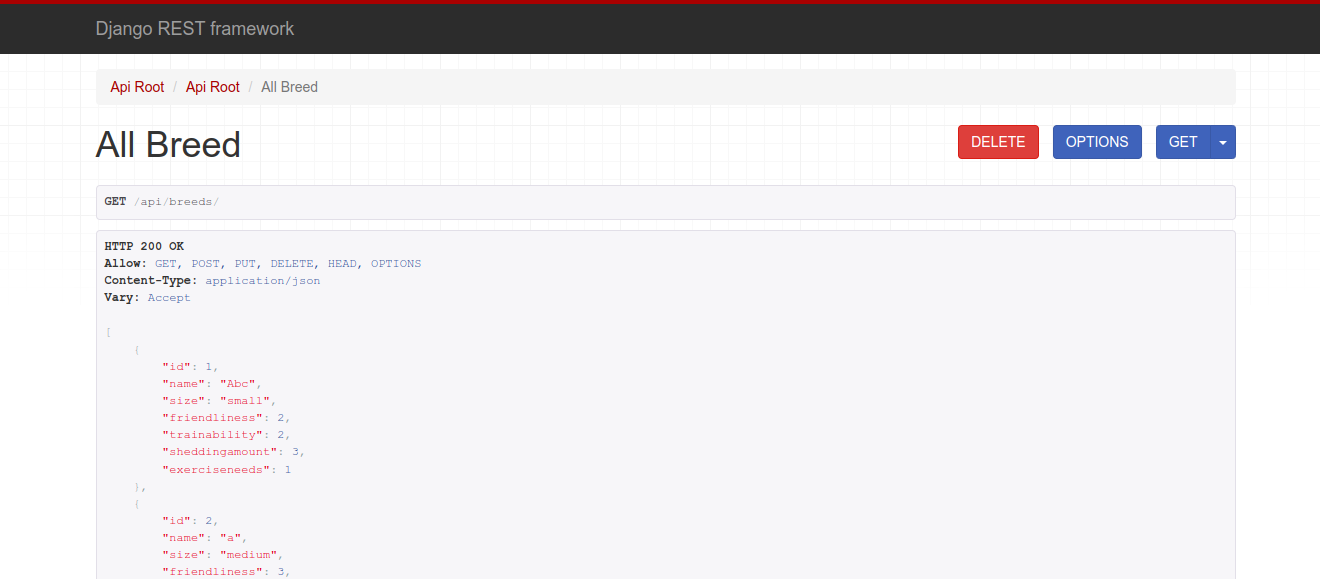 Django REST framework
Api Root / Api Root / All Breed
All Breed
DELETE OPTIONS GET
GET /api/breeds/
HTTP 200 OK
Allow: GET, POST, PUT, DELETE, HEAD, OPTIONS
Content-Type: application/json
Vary: Accept
[
{
"id": 1,
"name": "Abc",
"size": "small",
"friendliness": 2,
"trainability": 2,
"sheddingamount": 3,
"exerciseneeds": 1
},
{
"id": 2,
"name": "a",
"size": "medium",
"friendliness": 3,